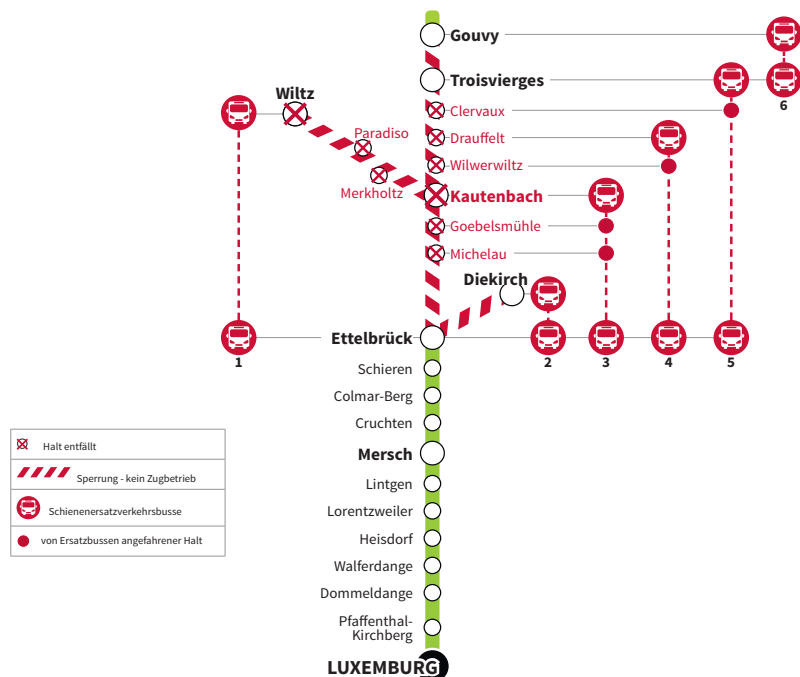 Gouvy
Troisvierges
6
Wiltz
Clervaux
Paradiso
Drauffelt
Wilwerwiltz
Merkholtz
Kautenbach
Goebelsmühle
Michelau
Diekirch
Ettelbrück
1
2
3
4
5
Schieren
Colmar-Berg
Cruchten
Mersch
Lintgen
Lorentzweiler
Heisdorf
Walferdange
Dommeldange
Pfaffenthal-
Kirchberg
LUXEMBURG
Halt entfällt
Sperrung - kein Zugbetrieb
Schienenersatzverkehrsbusse
von Ersatzbussen angefahrener Halt